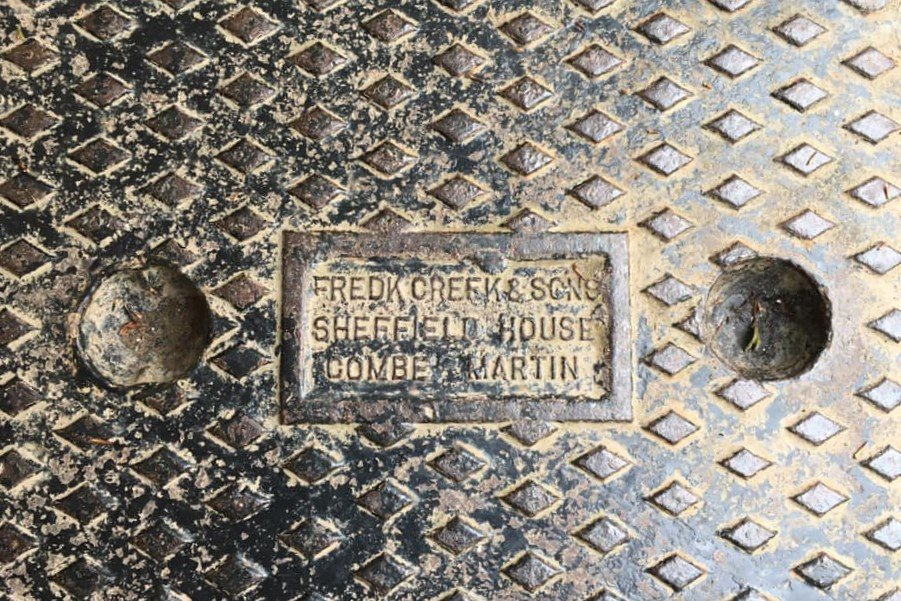 FREDK CREEK & SONS
SHEFFIELD HOUSE
COMBE MARTIN